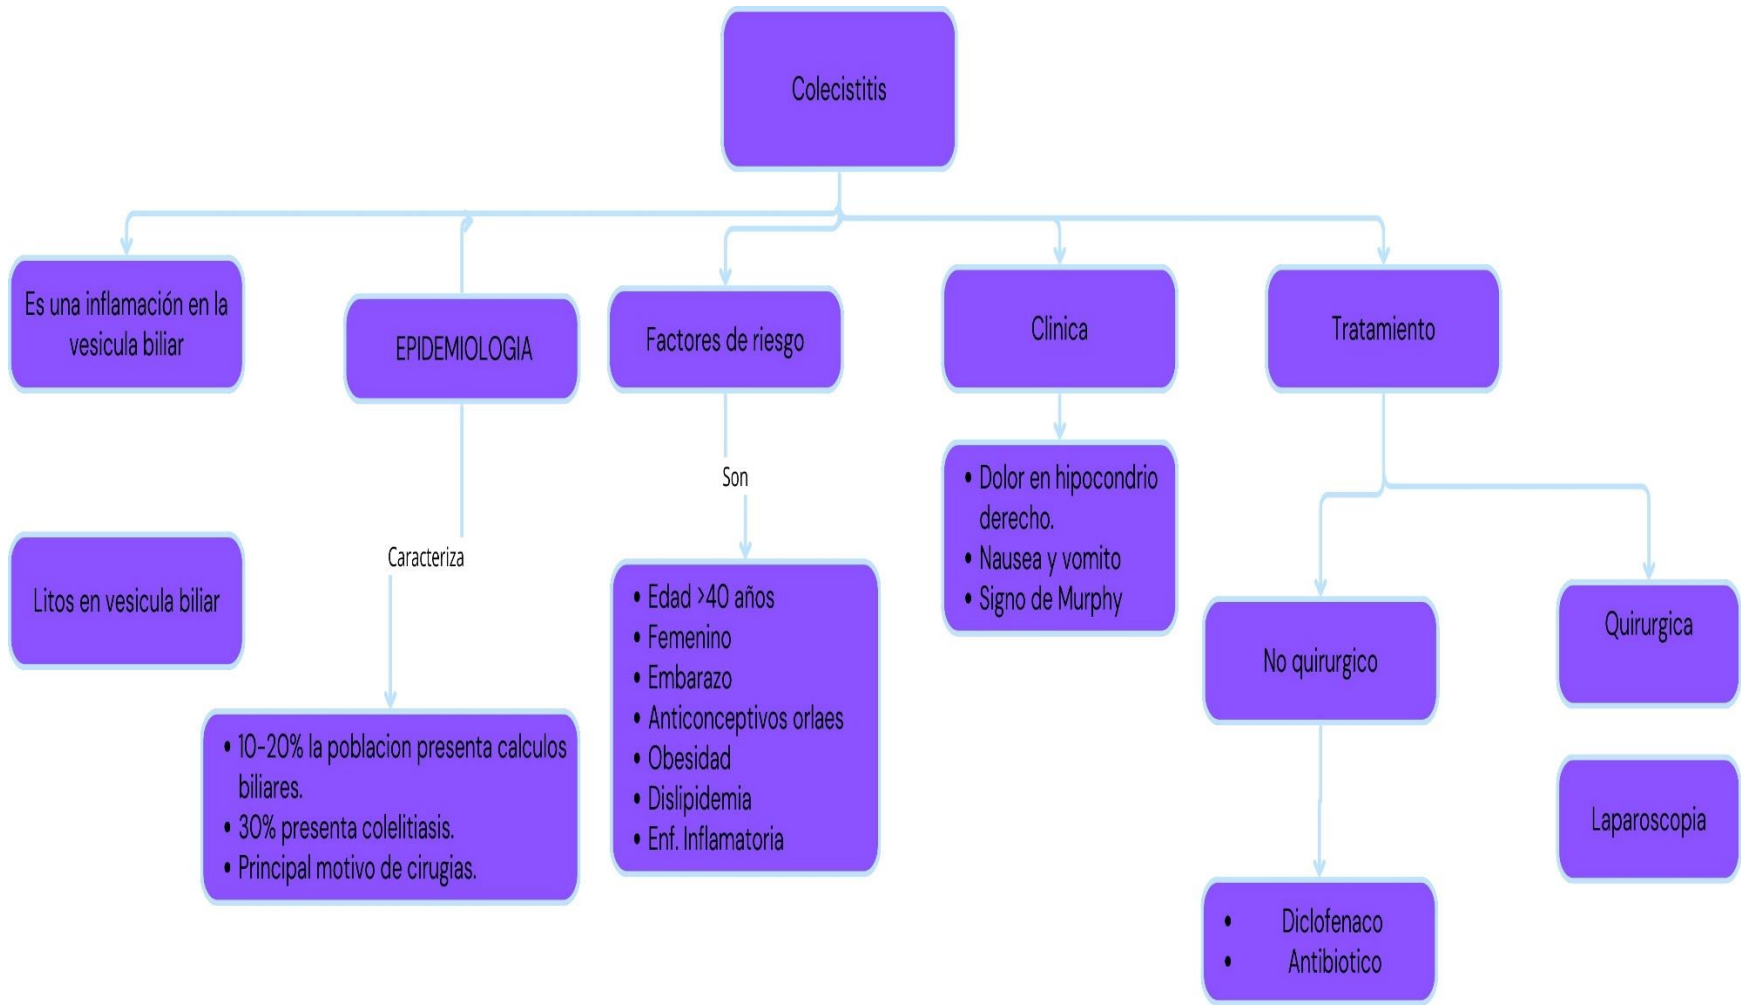 Colecistitis
Es una inflamación en la
vesicula biliar
EPIDEMIOLOGIA
Factores de riesgo
Clinica
Tratamiento
Litos en vesicula biliar
Caracteriza
Son
• 10-20% la poblacion presenta calculos
biliares.
• 30% presenta colelitiasis.
• Principal motivo de cirugias.
• Edad >40 años
• Femenino
• Embarazo
• Anticonceptivos orlaes
• Obesidad
• Dislipidemia
• Enf. Inflamatoria
• Dolor en hipocondrio
derecho.
• Nausea y vomito
• Signo de Murphy
No quirurgico
Quirurgica
Laparoscopia
• Diclofenaco
• Antibiotico